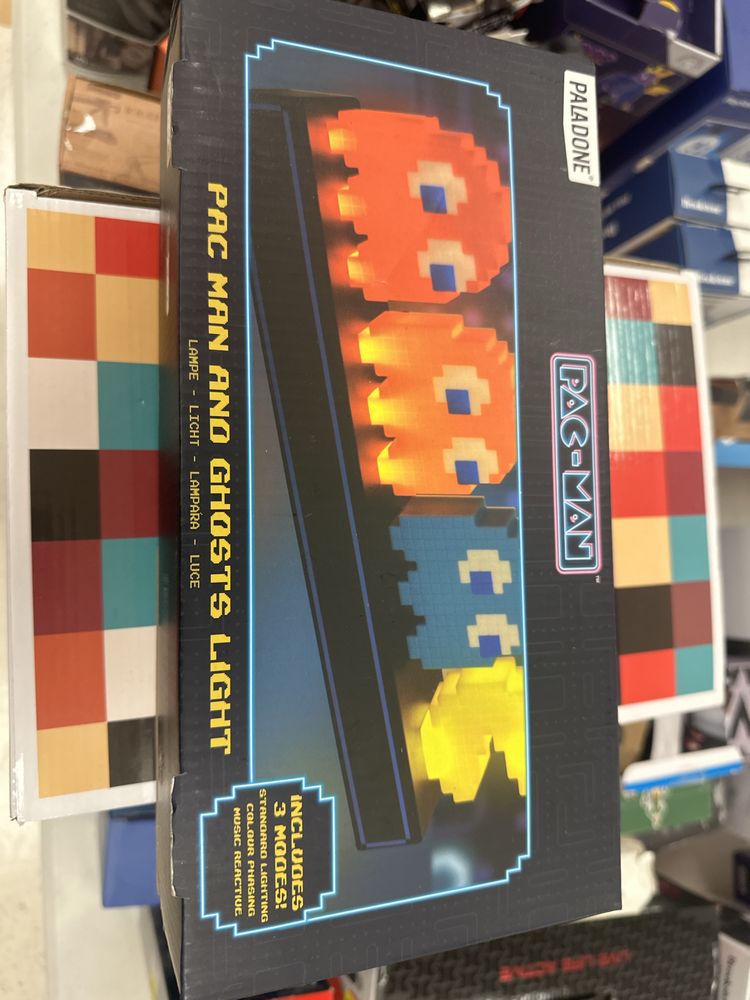 PALADONE®
PAC-MAN™
PAC MAN AND GHOSTS LIGHT
LAMPE - LICHT - LAMPARA - LUCE
INCLUDES
3 MODES!
STANDARD LIGHTING
COLOUR PHASING
MUSIC REACTIVE